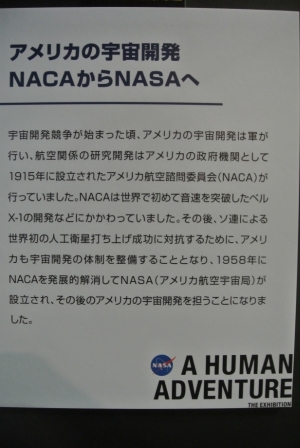 アメリカの宇宙開発
NACAからNASAへ
宇宙開発競争が始まった頃、アメリカの宇宙開発は軍が
行い、航空関係の研究開発はアメリカの政府機関として
1915年に設立されたアメリカ航空諮問委員会(NACA)が
行っていました。NACAは世界で初めて音速を突破したベル
X-1の開発などにかかわっていました。その後、ソ連による
世界初の人工衛星打ち上げ成功に対抗するために、アメリ
カも宇宙開発の体制を整備することとなり、1958年に
NACAを発展的解消してNASA(アメリカ航空宇宙局)が
設立され、その後のアメリカの宇宙開発を担うことになりま
した。
NASA
A HUMAN
ADVENTURE
THE EXHIBITION